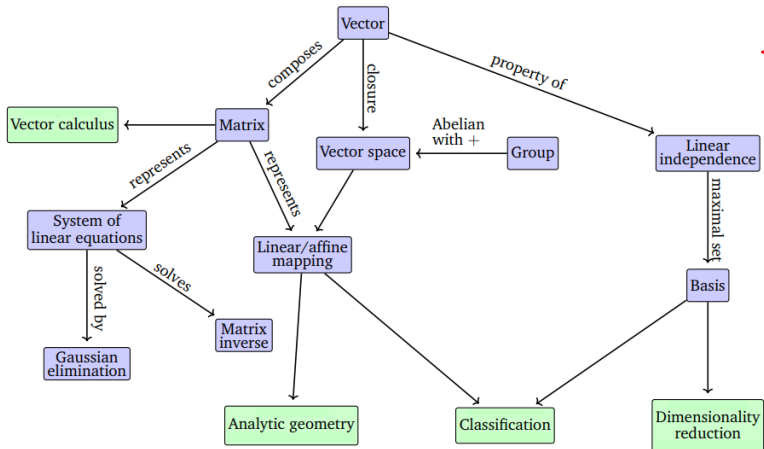 Vector
composes
closure
property of
Vector calculus
Matrix
Abelian
with +
Vector space
Group
Linear
independence
represents
represents
maximal set
System of
linear equations
Linear/affine
mapping
solved by
solves
Basis
Matrix
inverse
Gaussian
elimination
Analytic geometry
Classification
Dimensionality
reduction